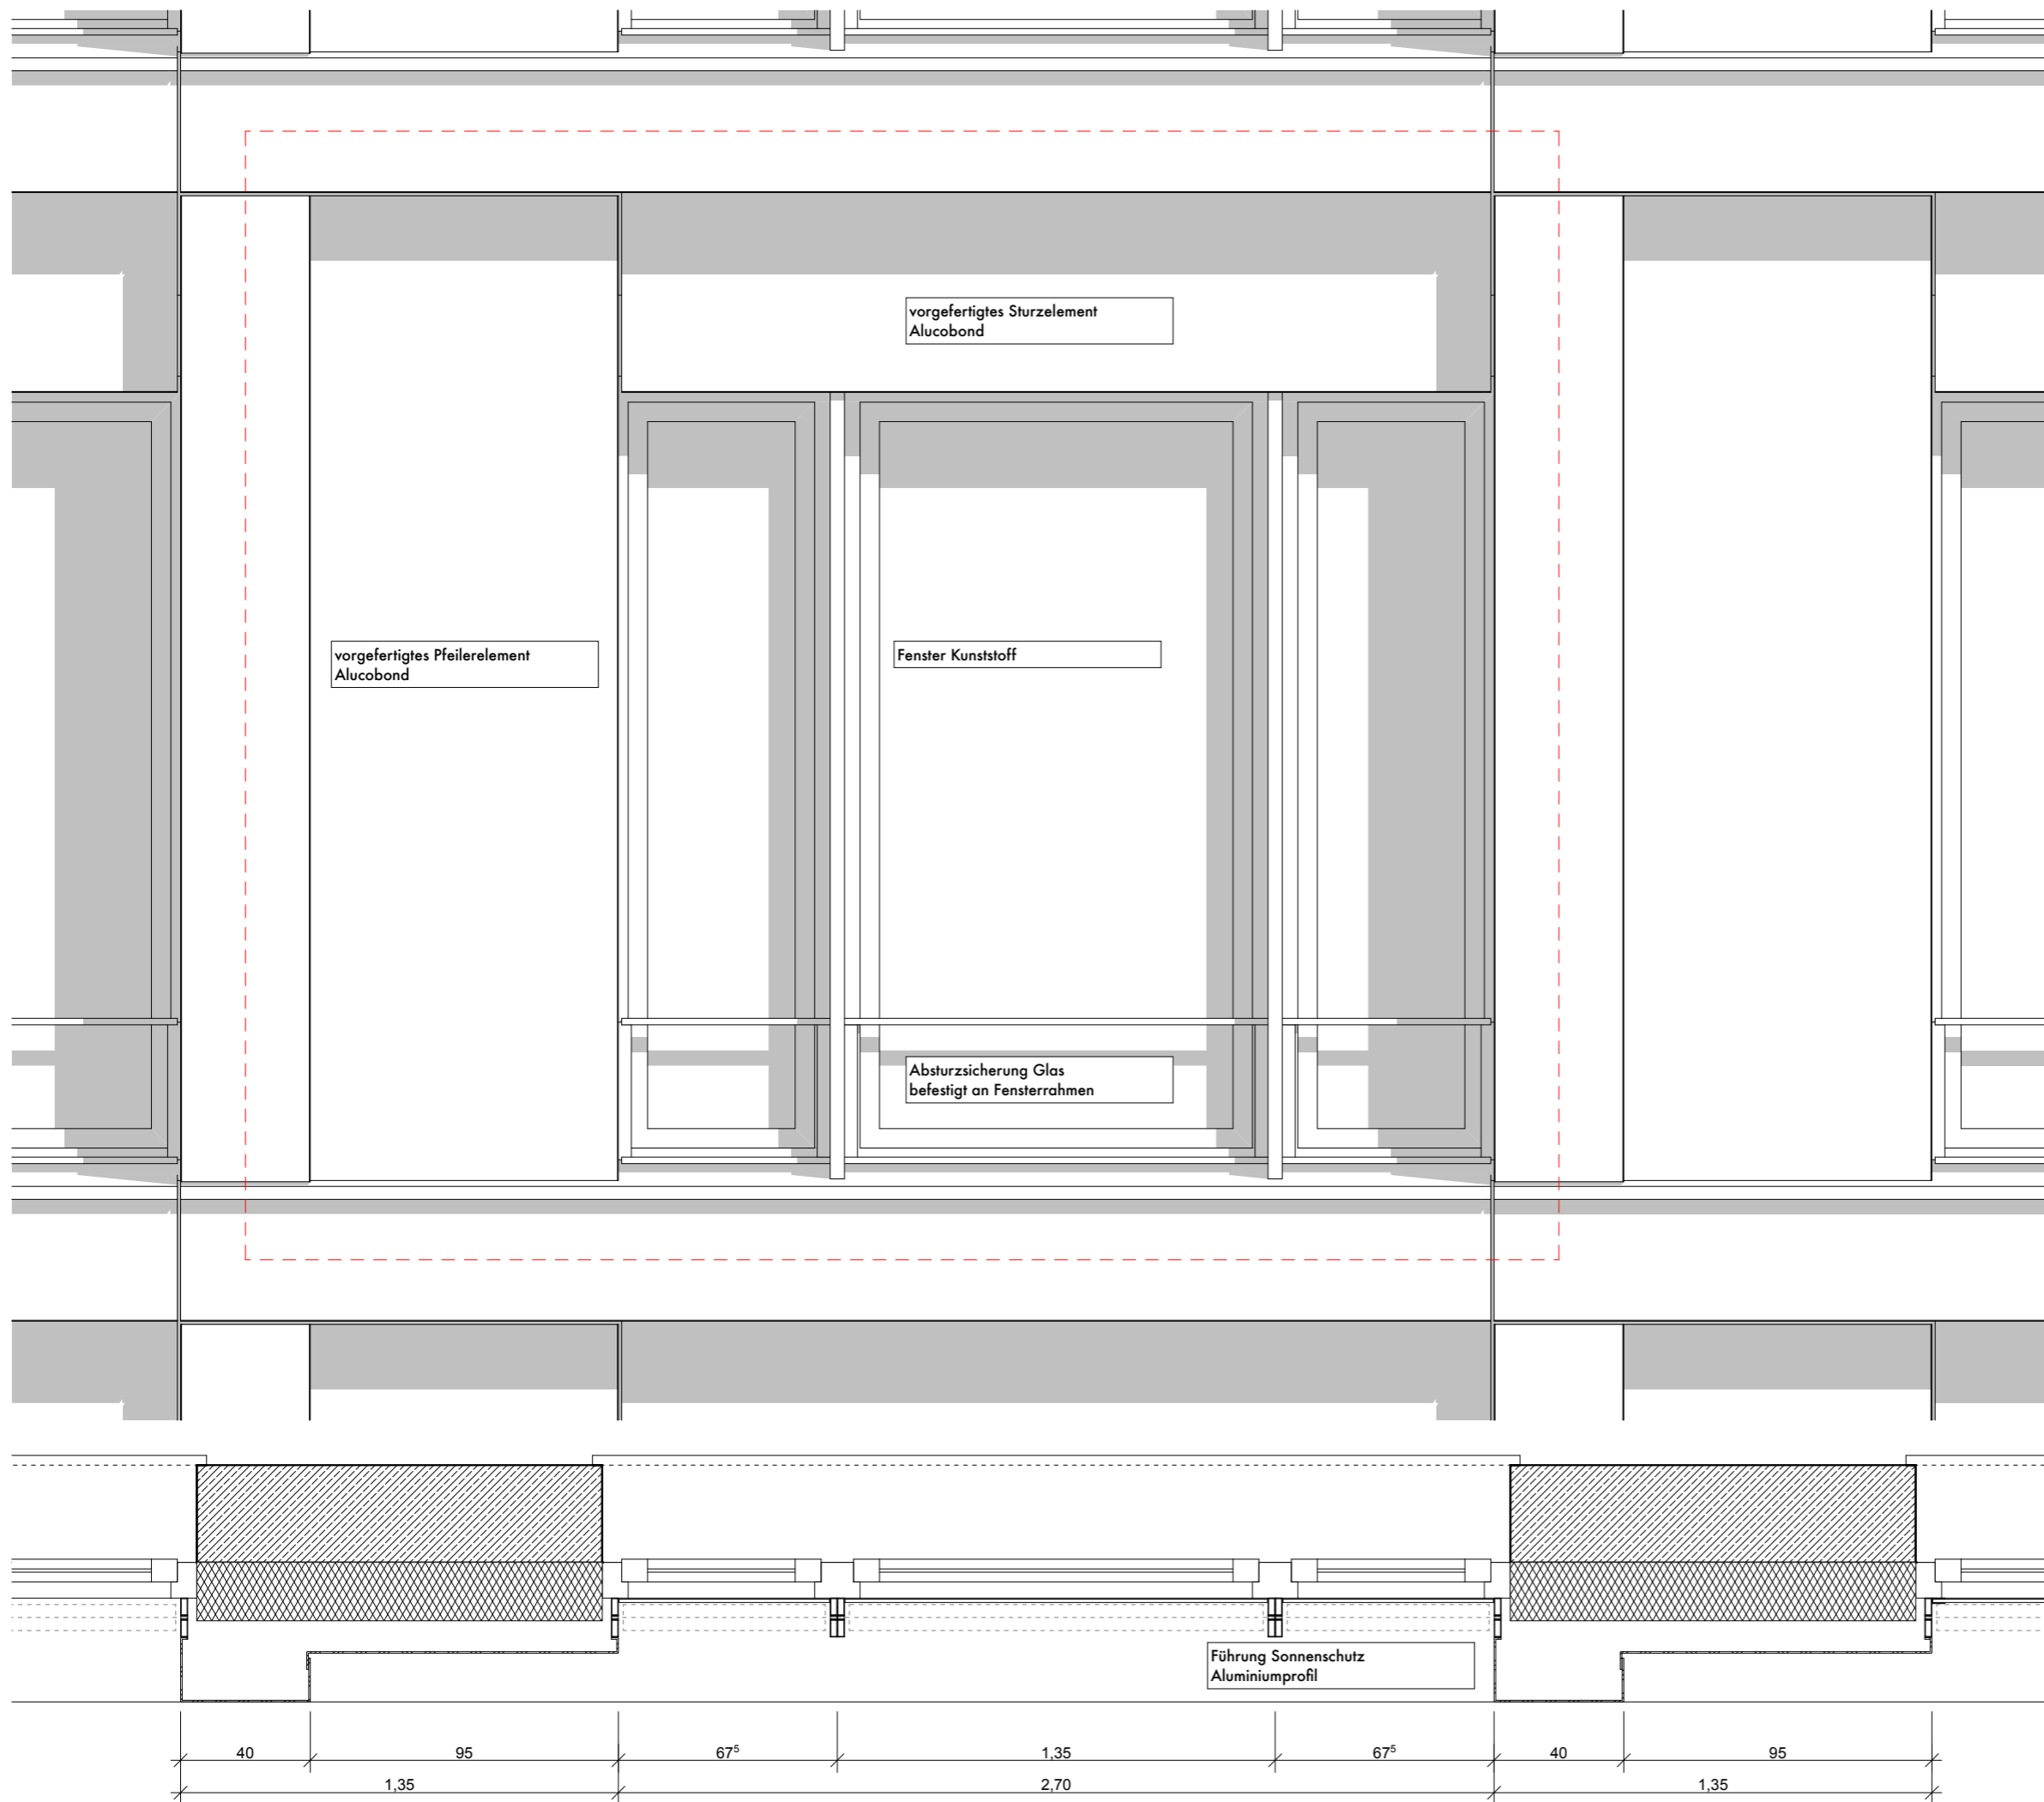 vorgefertigtes Sturzelement
Alucobond
vorgefertigtes Pfeilerelement
Alucobond
Fenster Kunststoff
Absturzsicherung Glas
befestigt an Fensterrahmen
Führung Sonnenschutz
Aluminiumprofil
40 95 67⁵ 1,35 67⁵ 40 95
1,35 2,70 1,35